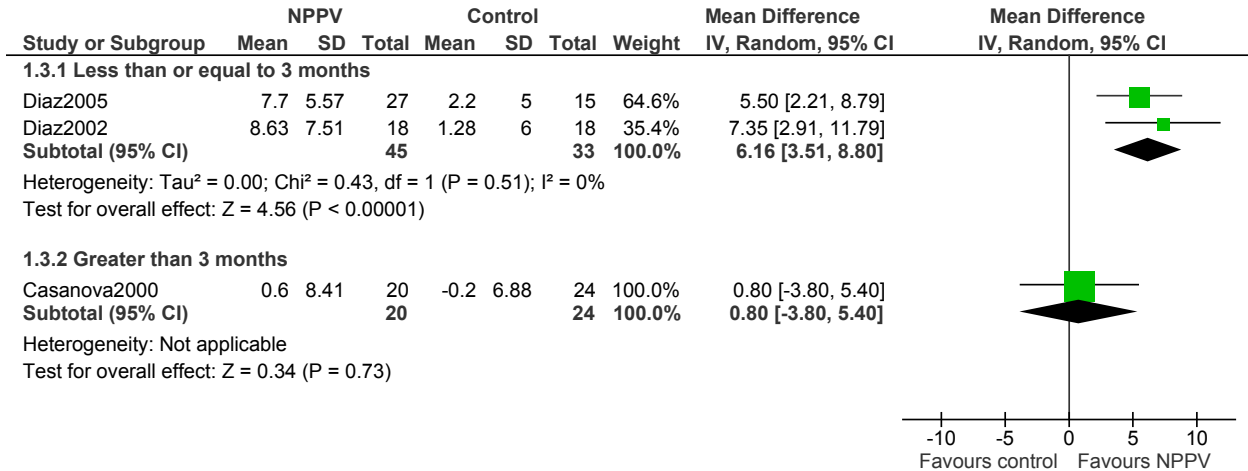 NPPV Control Mean Difference Mean Difference
Study or Subgroup Mean SD Total Mean SD Total Weight IV, Random, 95% CI IV, Random, 95% CI
1.3.1 Less than or equal to 3 months
Diaz2005 7.7 5.57 27 2.2 5 15 64.6% 5.50 [2.21, 8.79]
Diaz2002 8.63 7.51 18 1.28 6 18 35.4% 7.35 [2.91, 11.79]
Subtotal (95% CI) 45 33 100.0% 6.16 [3.51, 8.80]
Heterogeneity: Tau² = 0.00; Chi² = 0.43, df = 1 (P = 0.51); I² = 0%
Test for overall effect: Z = 4.56 (P < 0.00001)
1.3.2 Greater than 3 months
Casanova2000 0.6 8.41 20 -0.2 6.88 24 100.0% 0.80 [-3.80, 5.40]
Subtotal (95% CI) 20 24 100.0% 0.80 [-3.80, 5.40]
Heterogeneity: Not applicable
Test for overall effect: Z = 0.34 (P = 0.73)
-10 -5 0 5 10
Favours control Favours NPPV